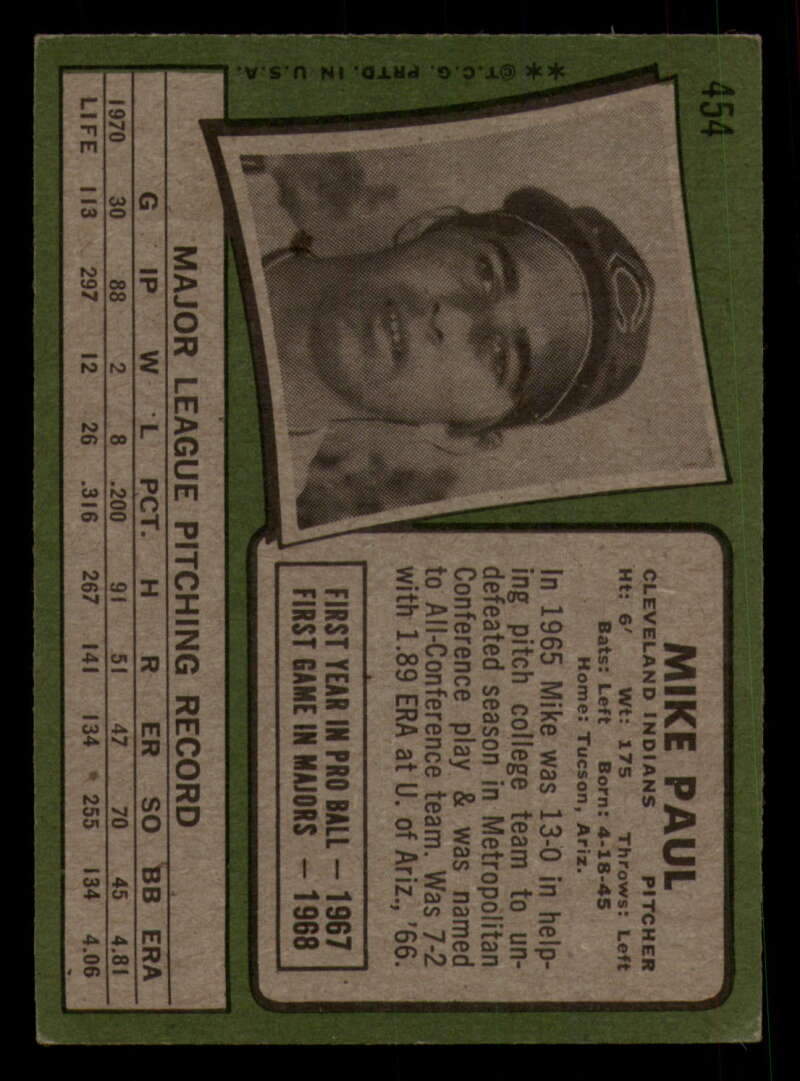 454
**©T.C.G. PRTD. IN U.S.A.
MIKE PAUL
CLEVELAND INDIANS PITCHER
Ht: 6' Wt: 175 Throws: Left
Bats: Left Born: 4-18-45
Home: Tucson, Ariz.
In 1965 Mike was 13-0 in help-
ing pitch college team to un-
defeated season in Metropolitan
Conference play & was named
to All-Conference team. Was 7-2
with 1.89 ERA at U. of Ariz., '66.
FIRST YEAR IN PRO BALL — 1967
FIRST GAME IN MAJORS — 1968
MAJOR LEAGUE PITCHING RECORD
G IP W L PCT. H R ER SO BB ERA
1970 30 88 2 8 .200 91 51 47 70 45 4.81
LIFE 113 297 12 26 .316 267 141 134 255 134 4.06